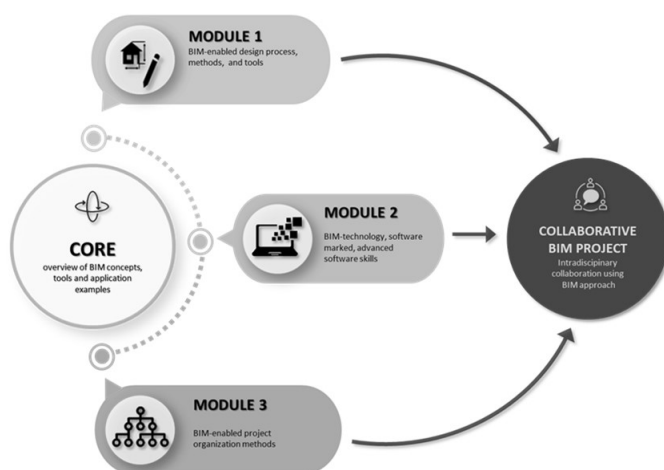 MODULE 1
BIM-enabled design process,
methods, and tools
CORE
overview of BIM concepts,
tools and application
examples
MODULE 2
BIM-technology, software
marked, advanced
software skills
COLLABORATIVE
BIM PROJECT
Intradiscipinary
collaboration using
BIM approach
MODULE 3
BIM-enabled project
organization methods